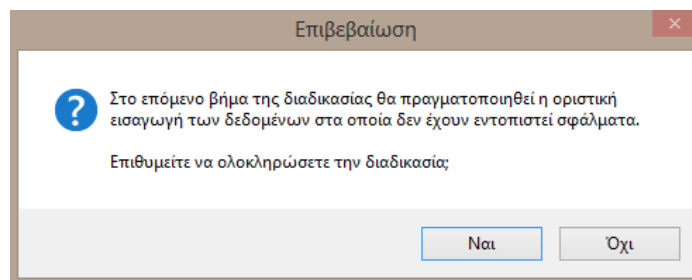 Επιβεβαίωση
Στο επόμενο βήμα της διαδικασίας θα πραγματοποιηθεί η οριστική
εισαγωγή των δεδομένων στα οποία δεν έχουν εντοπιστεί σφάλματα.
Επιθυμείτε να ολοκληρώσετε την διαδικασία;
Ναι
Όχι